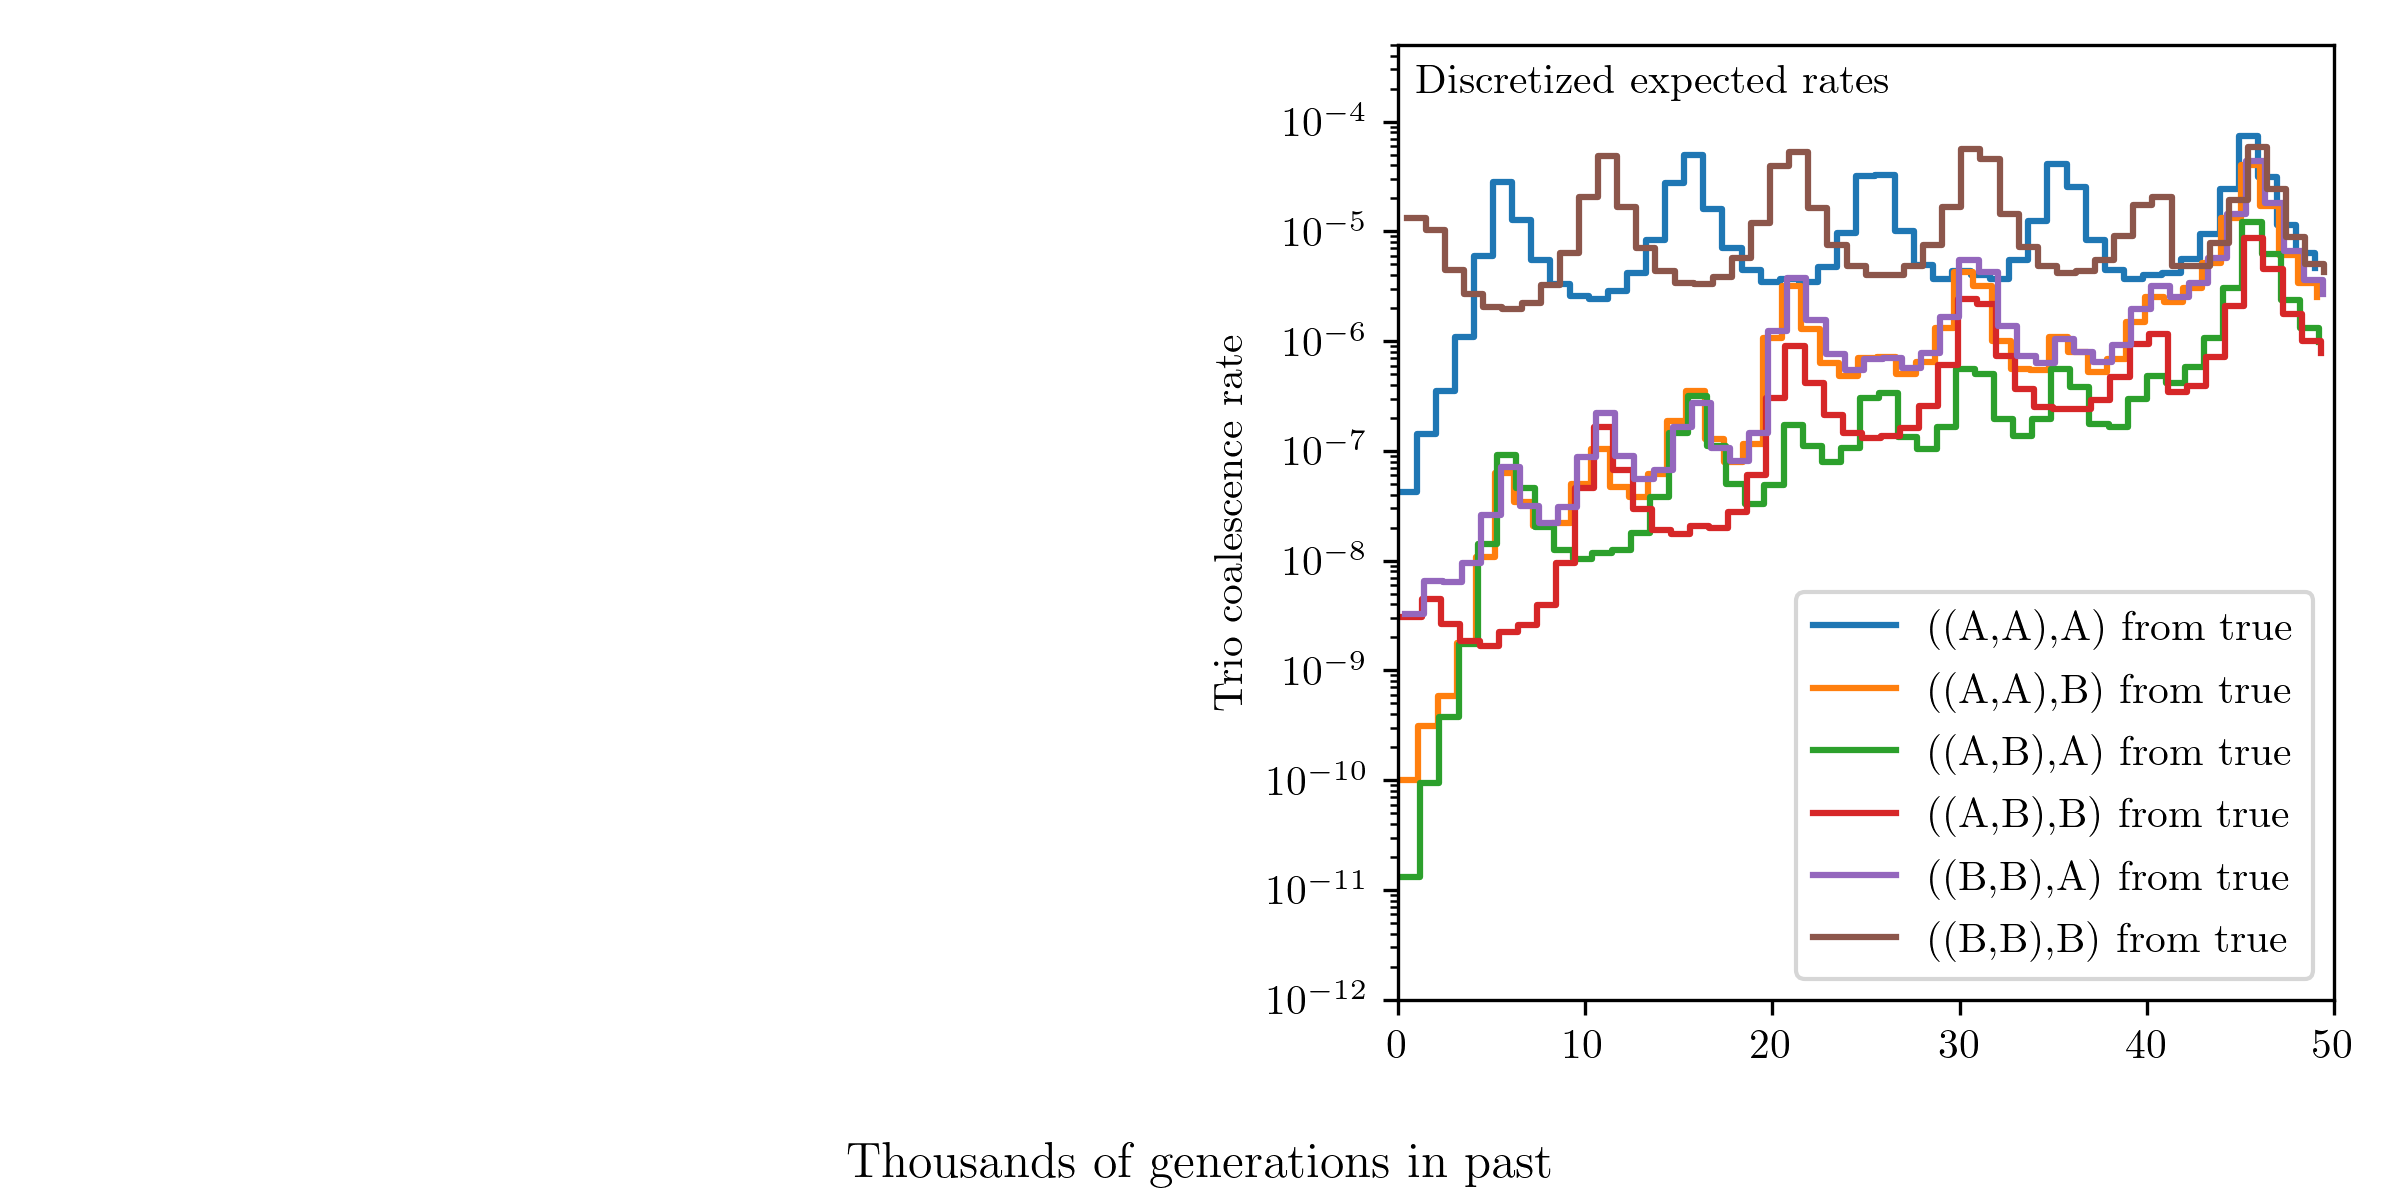 Discretized expected rates
Trio coalescence rate
10⁻⁴
10⁻⁵
10⁻⁶
10⁻⁷
10⁻⁸
10⁻⁹
10⁻¹⁰
10⁻¹¹
10⁻¹²
((A,A),A) from true
((A,A),B) from true
((A,B),A) from true
((A,B),B) from true
((B,B),A) from true
((B,B),B) from true
0 10 20 30 40 50
Thousands of generations in past